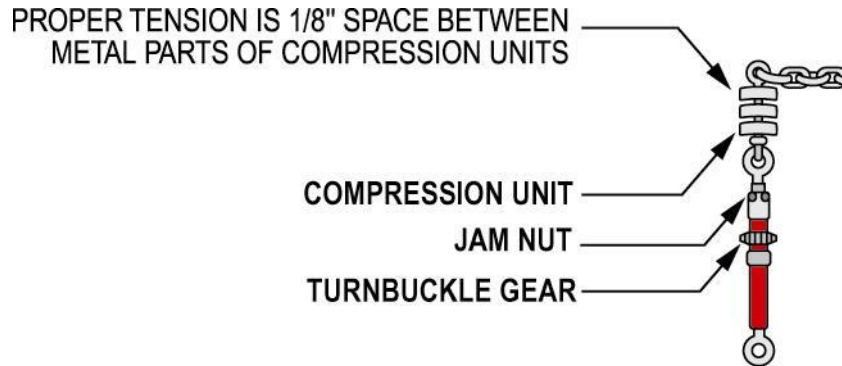 PROPER TENSION IS 1/8" SPACE BETWEEN
METAL PARTS OF COMPRESSION UNITS
COMPRESSION UNIT
JAM NUT
TURNBUCKLE GEAR